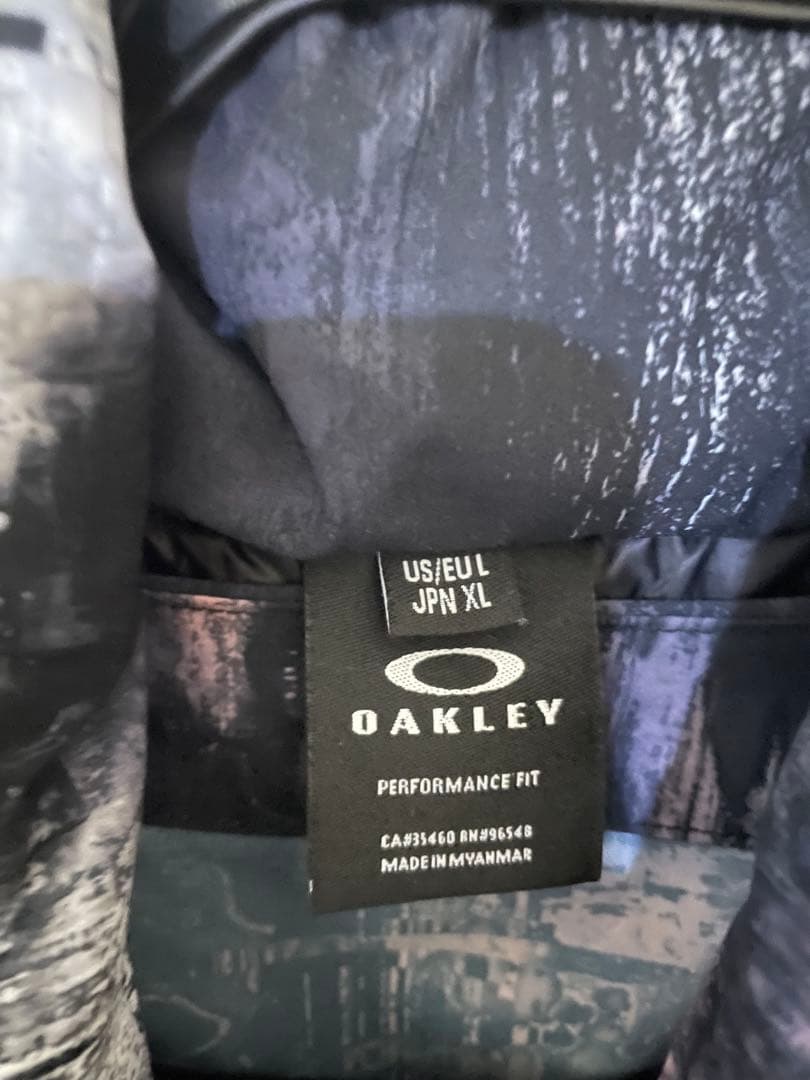 US/EU L
JPN XL
OAKLEY
PERFORMANCE FIT
CA#35460 RN#96548
MADE IN MYANMAR